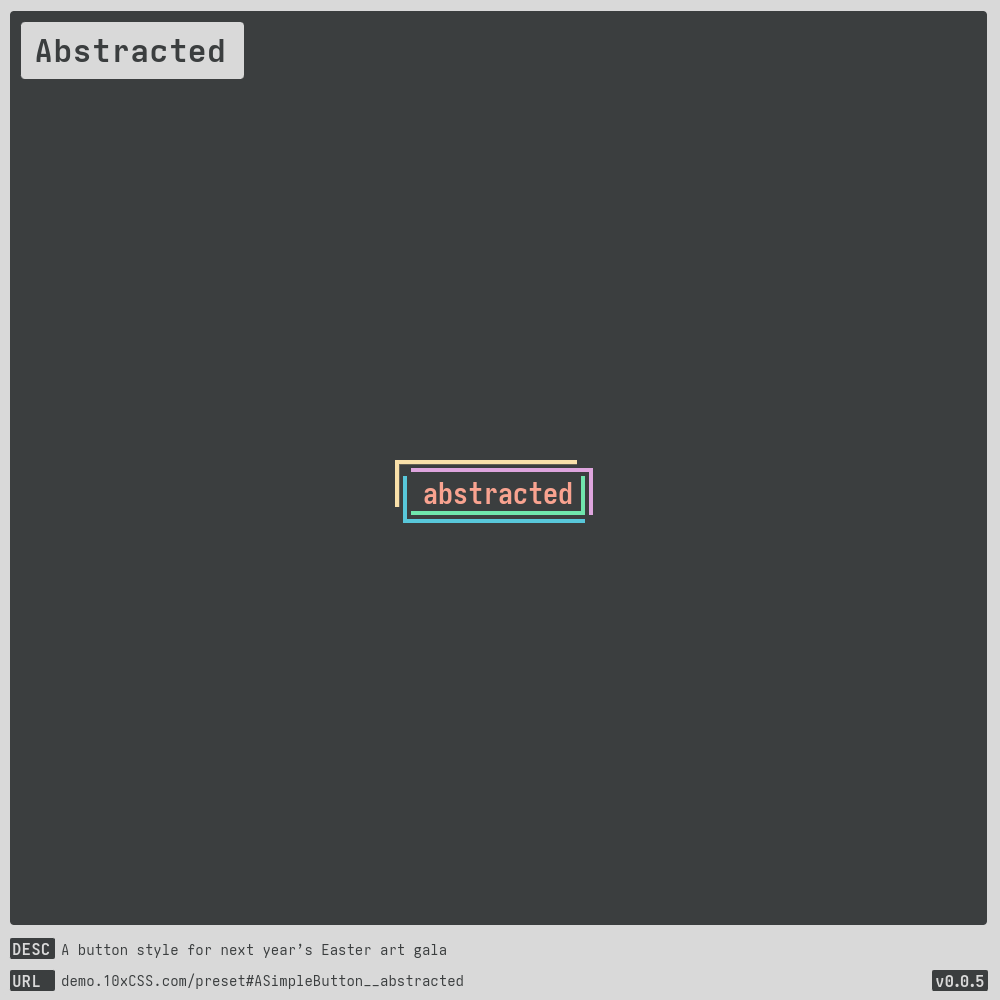 Abstracted
abstracted
DESC A button style for next year’s Easter art gala
URL demo.10xCSS.com/preset#ASimpleButton__abstracted v0.0.5